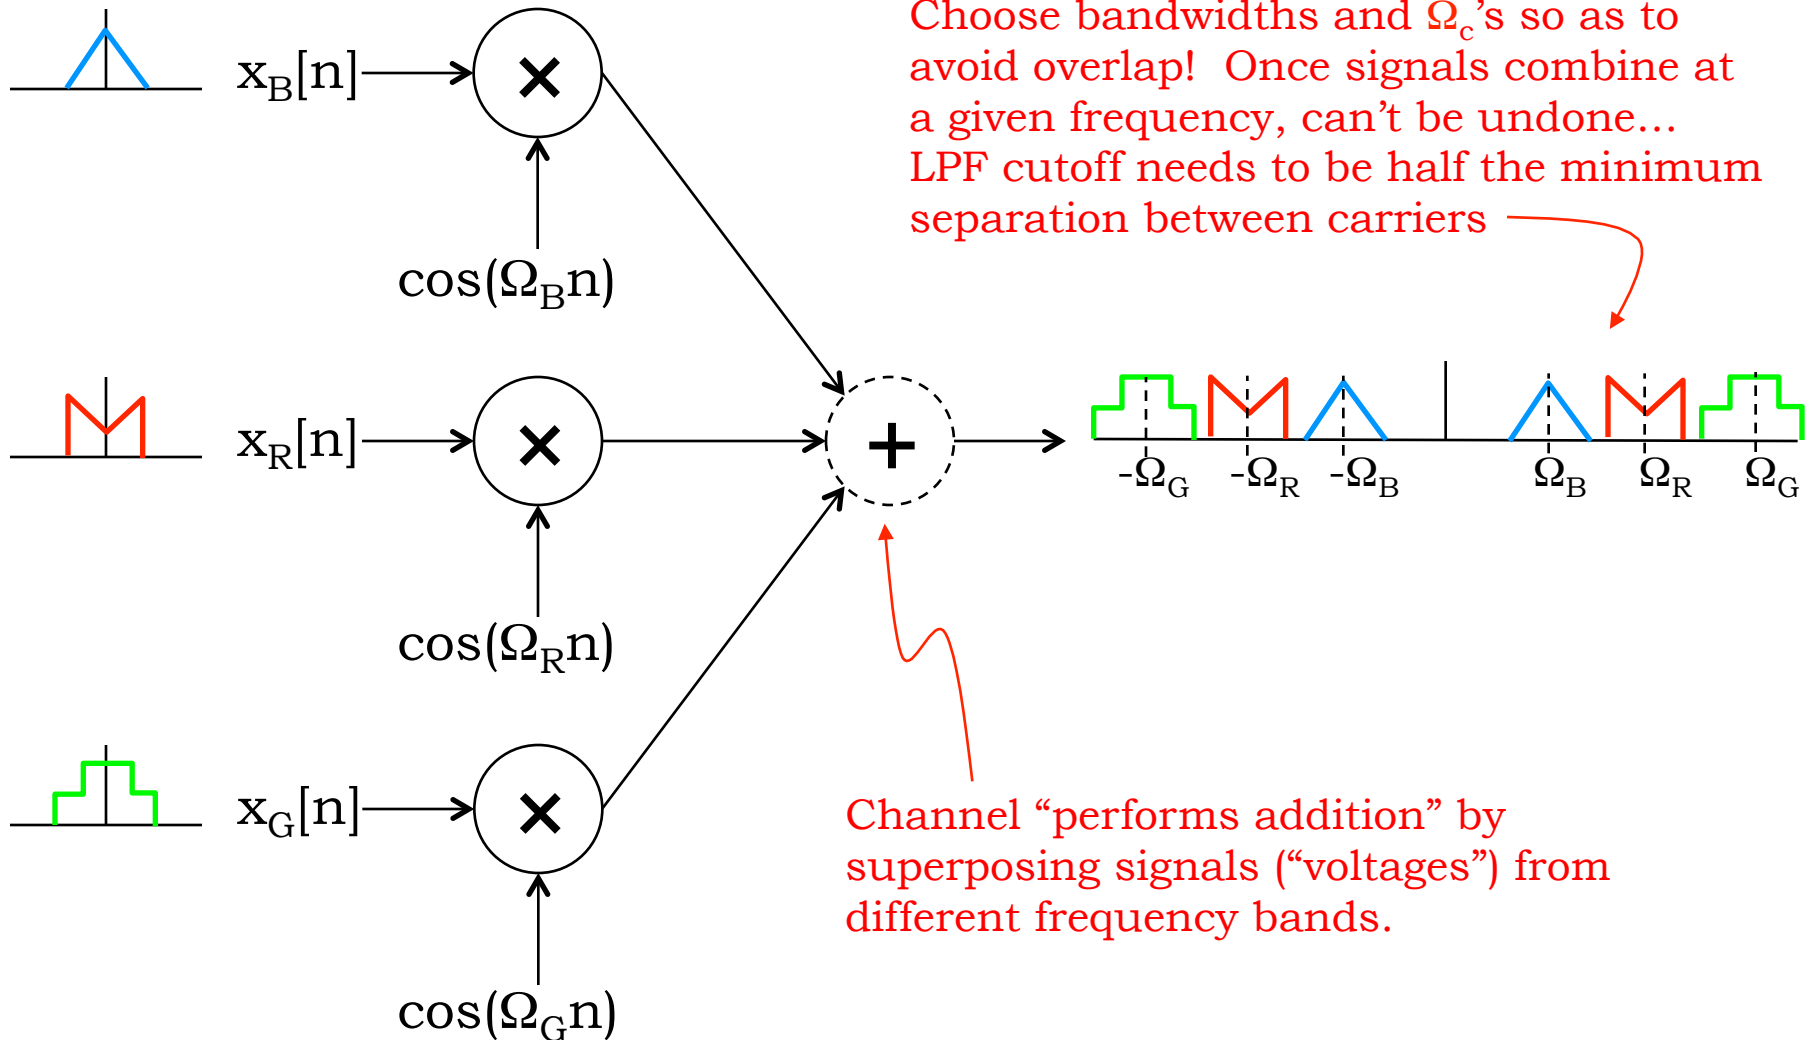 Choose bandwidths and Ωc's so as to
avoid overlap!  Once signals combine at
a given frequency, can't be undone…
LPF cutoff needs to be half the minimum
separation between carriers
xB[n]
×
cos(ΩBn)
xR[n]
×
cos(ΩRn)
xG[n]
×
cos(ΩGn)
+
-ΩG -ΩR -ΩB ΩB ΩR ΩG
Channel “performs addition” by
superposing signals (“voltages”) from
different frequency bands.